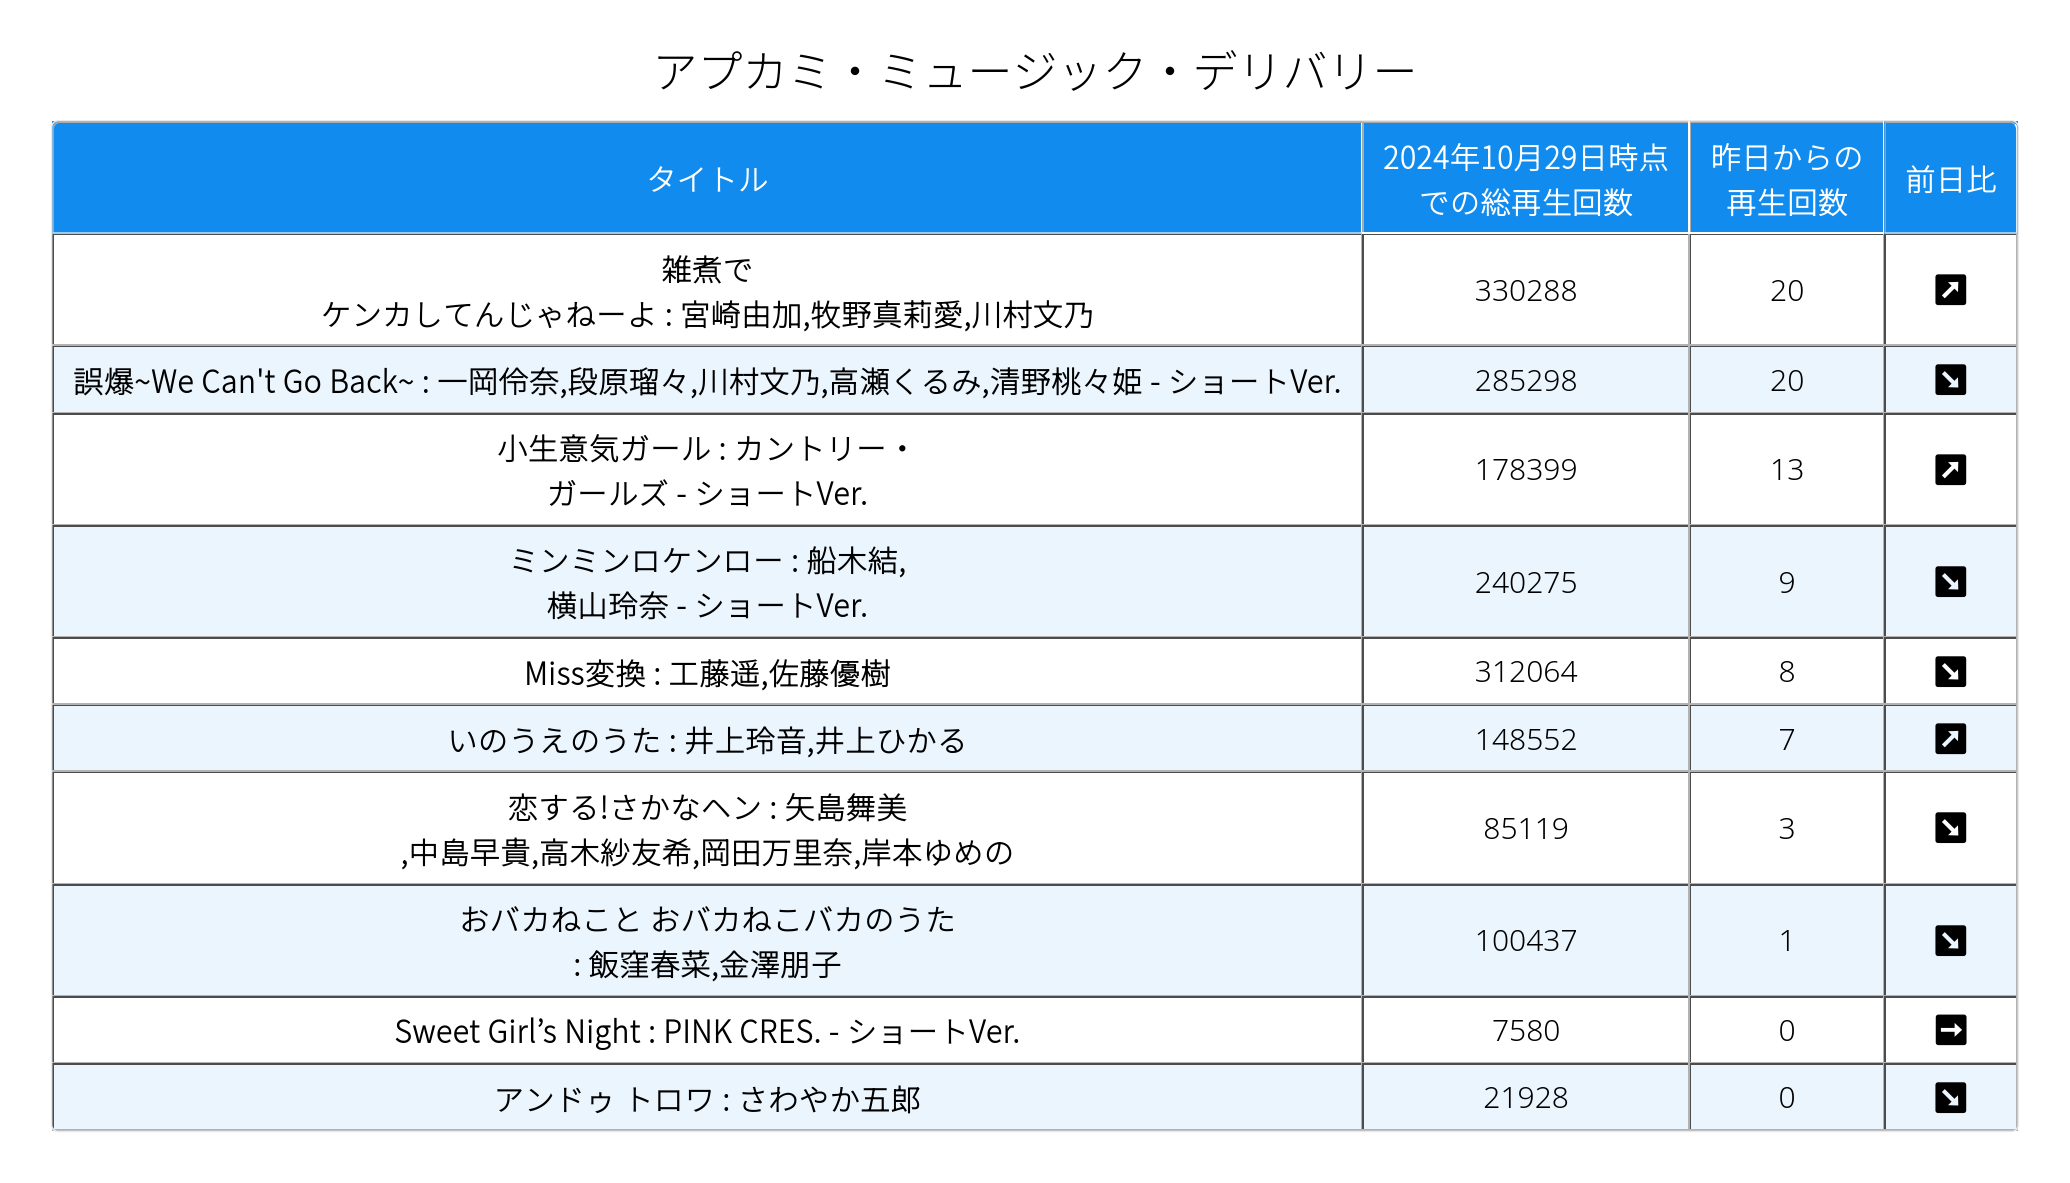 アプカミ・ミュージック・デリバリー
タイトル
2024年10月29日時点
での総再生回数
昨日からの
再生回数
前日比
雑煮で
ケンカしてんじゃねーよ : 宮崎由加,牧野真莉愛,川村文乃
330288
20
↗
誤爆~We Can't Go Back~ : 一岡伶奈,段原瑠々,川村文乃,高瀬くるみ,清野桃々姫 - ショートVer.
285298
20
↘
小生意気ガール : カントリー・
ガールズ - ショートVer.
178399
13
↗
ミンミンロケンロー : 船木結,
横山玲奈 - ショートVer.
240275
9
↘
Miss変換 : 工藤遥,佐藤優樹
312064
8
↘
いのうえのうた : 井上玲音,井上ひかる
148552
7
↗
恋する!さかなヘン : 矢島舞美
,中島早貴,高木紗友希,岡田万里奈,岸本ゆめの
85119
3
↘
おバカねこと おバカねこバカのうた
: 飯窪春菜,金澤朋子
100437
1
↘
Sweet Girl’s Night : PINK CRES. - ショートVer.
7580
0
→
アンドゥ トロワ : さわやか五郎
21928
0
↘